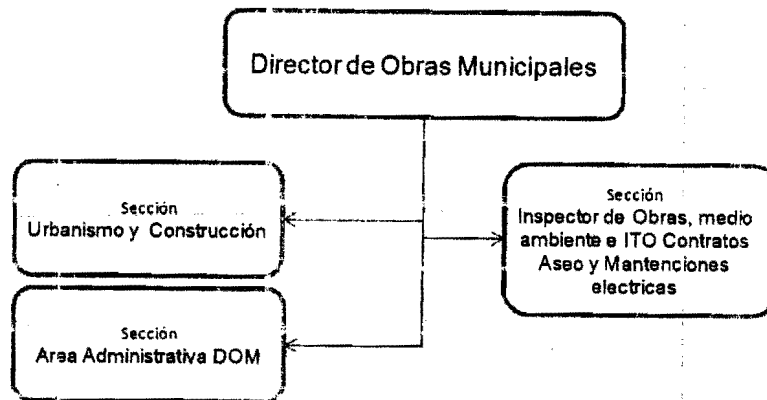 Director de Obras Municipales
Sección
Urbanismo y Construcción
Sección
Inspector de Obras, medio
ambiente e ITO Contratos
Aseo y Mantenciones
electricas
Sección
Area Administrativa DOM